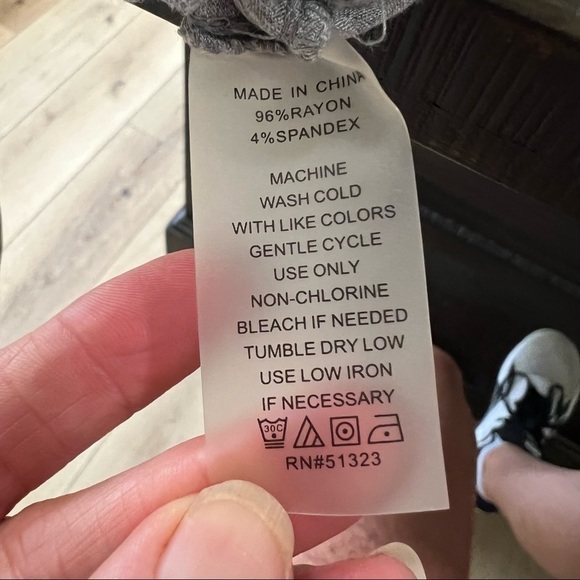 MADE IN CHINA
96%RAYON
4%SPANDEX
MACHINE
WASH COLD
WITH LIKE COLORS
GENTLE CYCLE
USE ONLY
NON-CHLORINE
BLEACH IF NEEDED
TUMBLE DRY LOW
USE LOW IRON
IF NECESSARY
30C
RN#51323